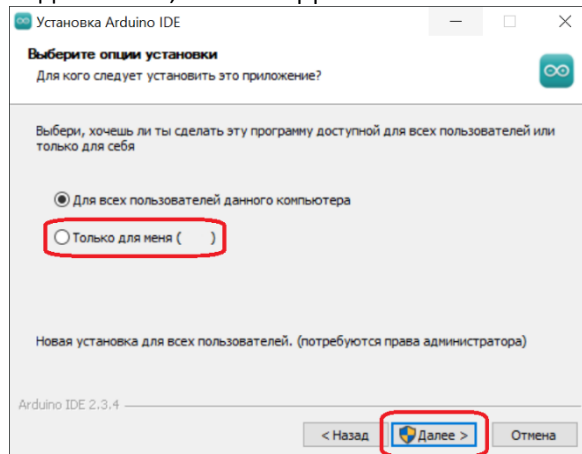 Установка Arduino IDE
Выберите опции установки
Для кого следует установить это приложение?
Выбери, хочешь ли ты сделать эту программу доступной для всех пользователей или
только для себя
Для всех пользователей данного компьютера
Только для меня ( )
Новая установка для всех пользователей. (потребуются права администратора)
Arduino IDE 2.3.4
< Назад
Далее >
Отмена